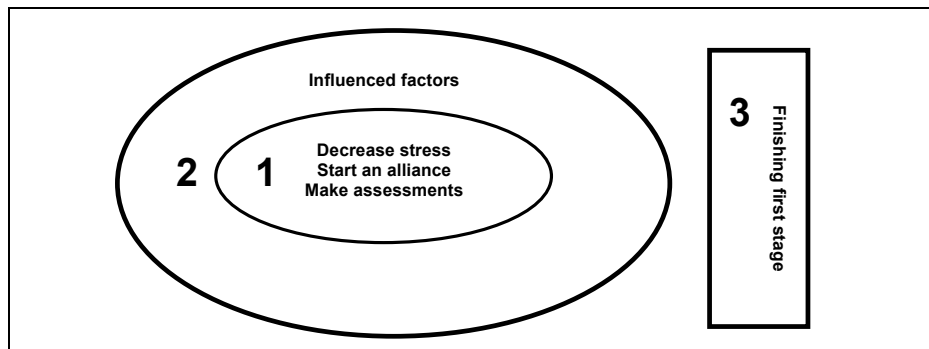 Influenced factors
2
1
Decrease stress
Start an alliance
Make assessments
3
Finishing first stage